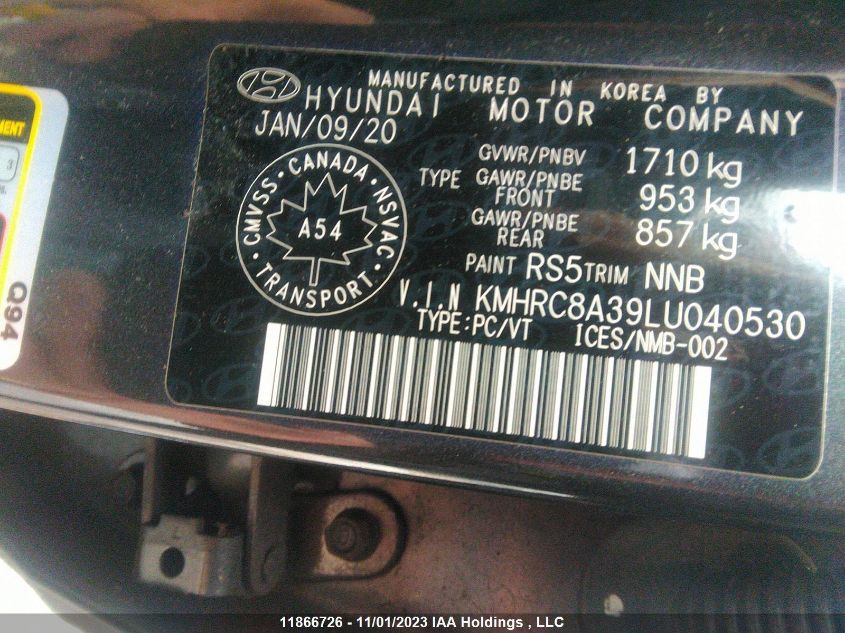 MANUFACTURED IN KOREA BY
HYUNDAI MOTOR COMPANY
JAN/09/20
GVWR/PNBV 1710 kg
TYPE GAWR/PNBE FRONT 953 kg
GAWR/PNBE REAR 857 kg
PAINT RS5 TRIM NNB
V.I.N KMHRC8A39LU040530
TYPE:PC/VT ICES/NMB-002
CMVSS · CANADA · NSVAC · TRANSPORT ·
A54
MENT
3
Q94
11866726 - 11/01/2023 IAA Holdings , LLC